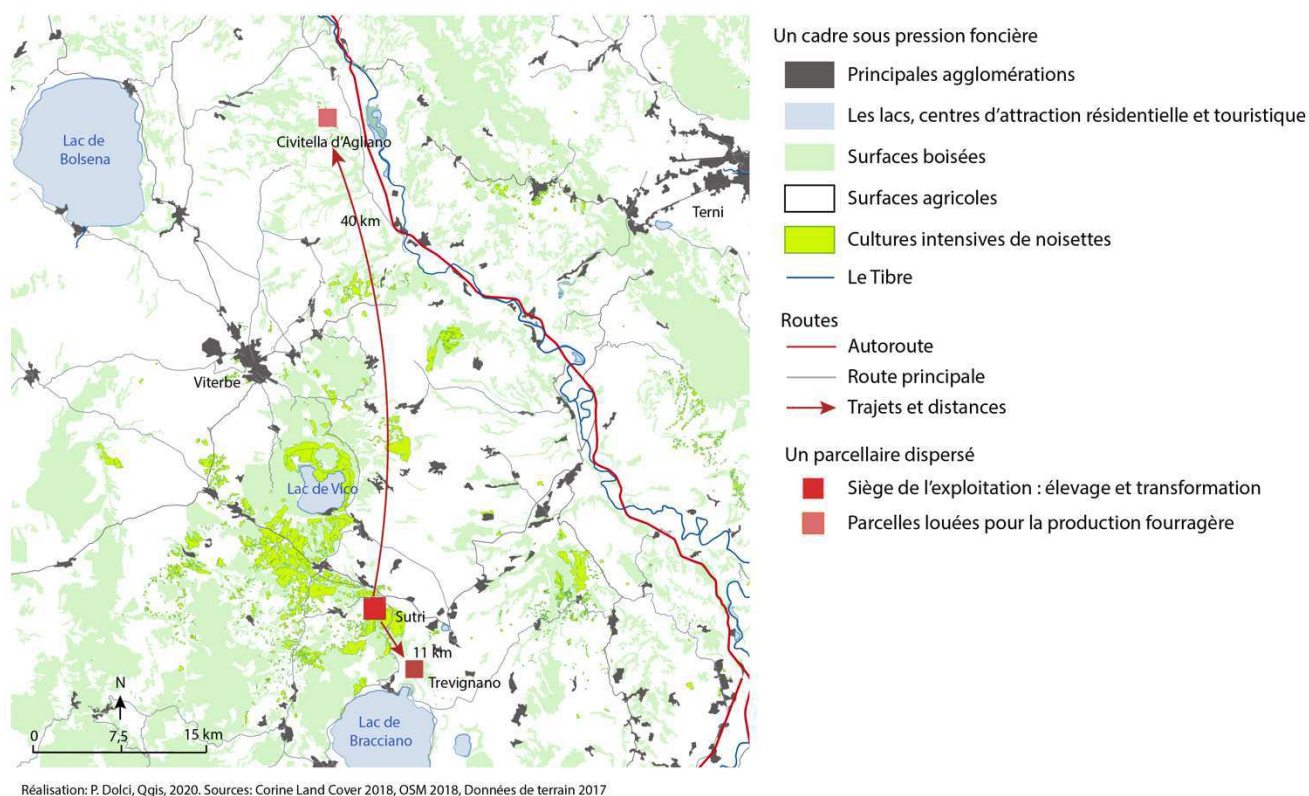 Lac de
Bolsena
Civitella d'Agliano
40 km
Terni
Viterbe
Lac de Vico
Sutri
11 km
Trevignano
Lac de
Bracciano
N
0
7,5
15 km
Un cadre sous pression foncière
Principales agglomérations
Les lacs, centres d'attraction résidentielle et touristique
Surfaces boisées
Surfaces agricoles
Cultures intensives de noisettes
Le Tibre
Routes
Autoroute
Route principale
Trajets et distances
Un parcellaire dispersé
Siège de l'exploitation : élevage et transformation
Parcelles louées pour la production fourragère
Réalisation: P. Dolci, Qgis, 2020. Sources: Corine Land Cover 2018, OSM 2018, Données de terrain 2017